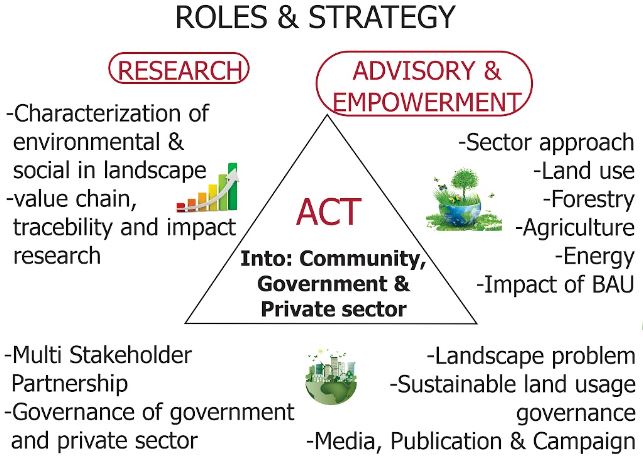 ROLES & STRATEGY
RESEARCH
-Characterization of
environmental &
social in landscape
-value chain,
tracebility and impact
research
ADVISORY &
EMPOWERMENT
-Sector approach
-Land use
-Forestry
-Agriculture
-Energy
-Impact of BAU
ACT
Into: Community,
Government &
Private sector
-Multi Stakeholder
Partnership
-Governance of government
and private sector
-Landscape problem
-Sustainable land usage
governance
-Media, Publication & Campaign